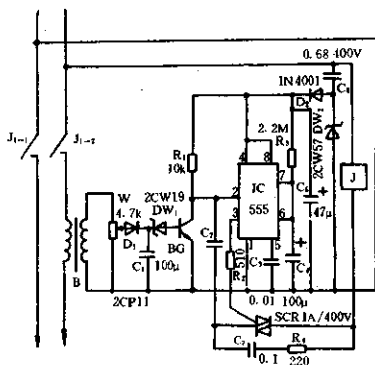 0.68 400V
1N4001
D₂
C₄
J₁₋₁
J₁₋₂
R₁
10k
2.2M
R₃
2CW57 DW₂
4
8
IC
555
7
6
2
3
1
5
C₆
47μ
J
W
4.7k
2CW19
DW₁
D₁
C₁
100μ
BG
B
2CP11
C₂
R₂
510
C₃
0.01
100μ
SCR 1A/400V
0.1
R₄
220